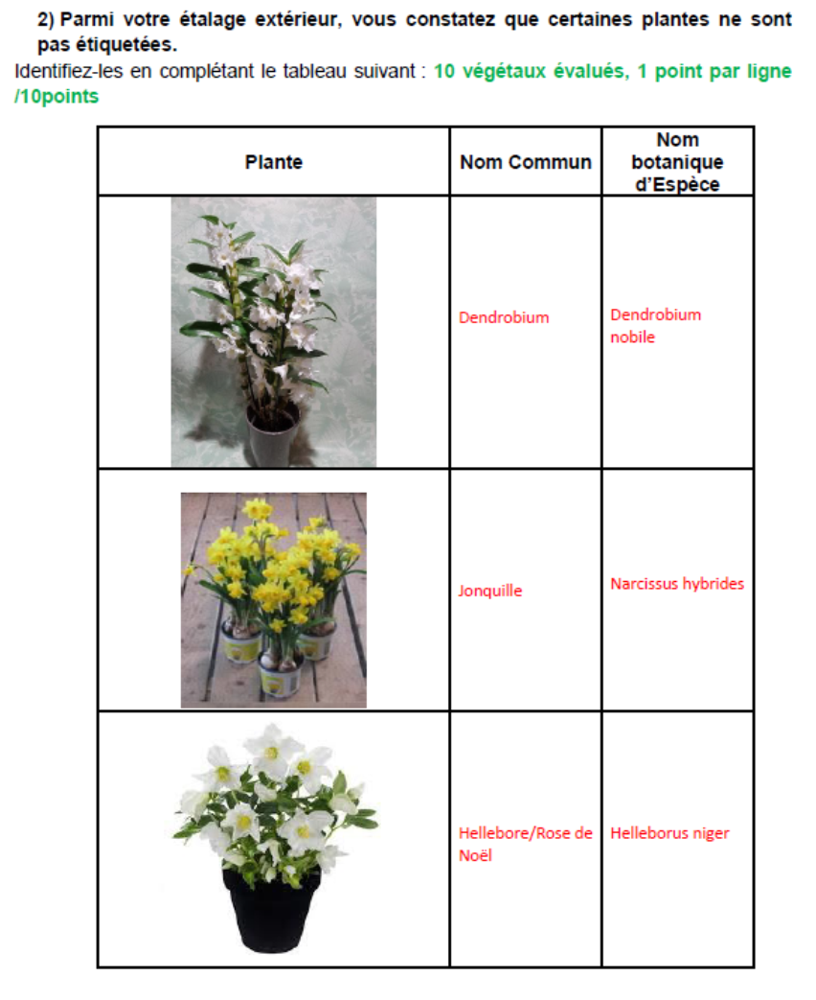 2) Parmi votre étalage extérieur, vous constatez que certaines plantes ne sont
pas étiquetées.
Identifiez-les en complétant le tableau suivant : 10 végétaux évalués, 1 point par ligne
/10points
Plante
Nom Commun
Nom
botanique
d'Espèce
Dendrobium
Dendrobium
nobile
Jonquille
Narcissus hybrides
Hellebore/Rose de
Noël
Helleborus niger